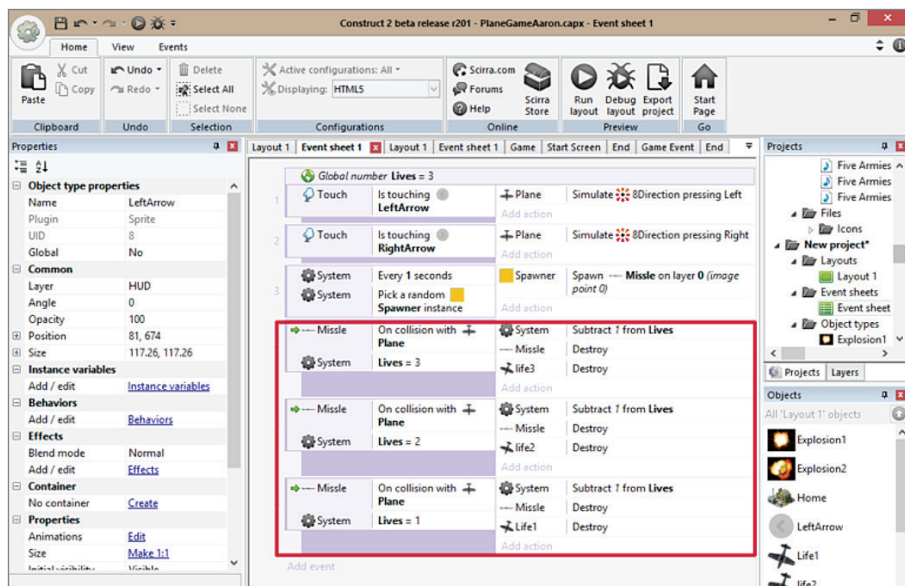 Construct 2 beta release r201 - PlaneGameAaron.capx - Event sheet 1
Home View Events
Paste
Cut
Copy
Clipboard
Undo
Redo
Undo
Delete
Select All
Select None
Selection
Active configurations: All
Displaying: HTML5
Configurations
Scirra.com
Forums
Help
Scirra Store
Online
Run layout
Debug layout
Export project
Preview
Start Page
Go
Properties
Object type properties
Name LeftArrow
Plugin Sprite
UID 8
Global No
Common
Layer HUD
Angle 0
Opacity 100
Position 81, 674
Size 117.26, 117.26
Instance variables
Add / edit Instance variables
Behaviors
Add / edit Behaviors
Effects
Blend mode Normal
Add / edit Effects
Container
No container Create
Properties
Animations Edit
Size Make 1:1
Initial visibility Visible
Layout 1 Event sheet 1 Layout 1 Event sheet 1 Game Start Screen End Game Event End
Global number Lives = 3
1
Touch Is touching LeftArrow
Plane Simulate 8Direction pressing Left
Add action
2
Touch Is touching RightArrow
Plane Simulate 8Direction pressing Right
Add action
3
System Every 1 seconds
System Pick a random Spawner instance
Spawner Spawn Missle on layer 0 (image point 0)
Add action
Missle On collision with Plane
System Lives = 3
System Subtract 1 from Lives
Missle Destroy
life3 Destroy
Add action
Missle On collision with Plane
System Lives = 2
System Subtract 1 from Lives
Missle Destroy
life2 Destroy
Add action
Missle On collision with Plane
System Lives = 1
System Subtract 1 from Lives
Missle Destroy
Life1 Destroy
Add action
Add event
Projects
Five Armies
Five Armies
Five Armies
Files
Icons
New project*
Layouts
Layout 1
Event sheets
Event sheet
Object types
Explosion1
Projects Layers
Objects
All 'Layout 1' objects
Explosion1
Explosion2
Home
LeftArrow
Life1
life2